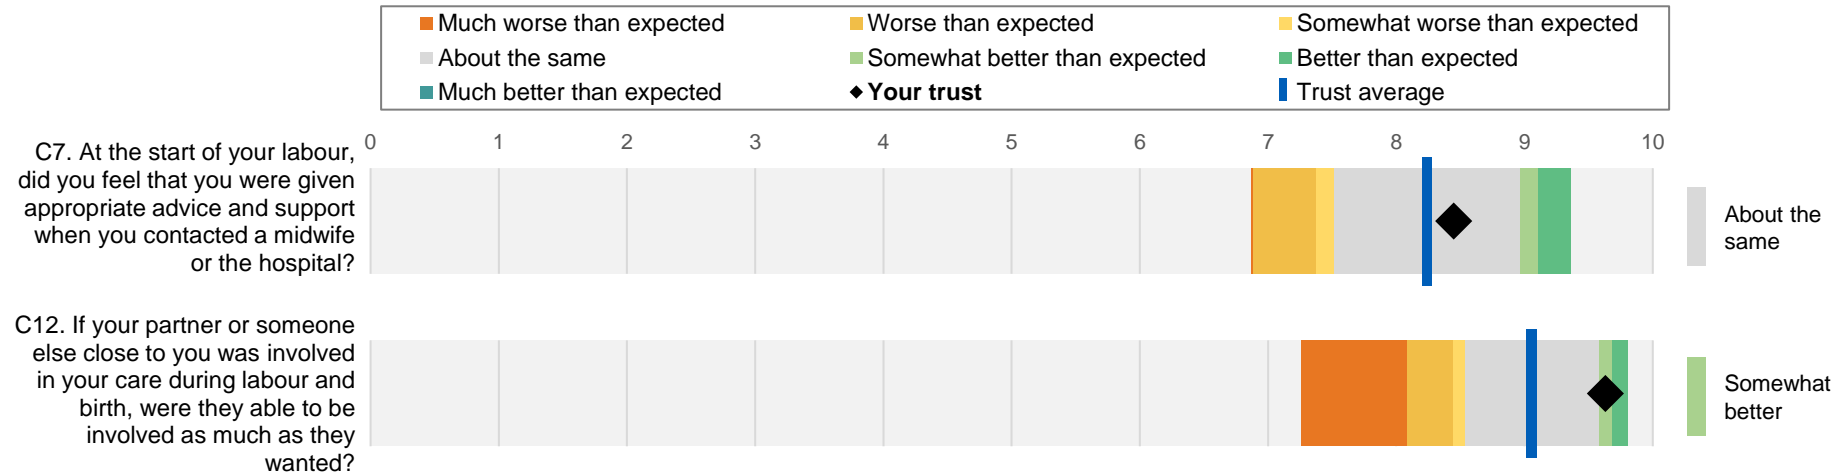 Much worse than expected
Worse than expected
Somewhat worse than expected
About the same
Somewhat better than expected
Better than expected
Much better than expected
Your trust
Trust average
0 1 2 3 4 5 6 7 8 9 10
C7. At the start of your labour,
did you feel that you were given
appropriate advice and support
when you contacted a midwife
or the hospital?
About the
same
C12. If your partner or someone
else close to you was involved
in your care during labour and
birth, were they able to be
involved as much as they
wanted?
Somewhat
better